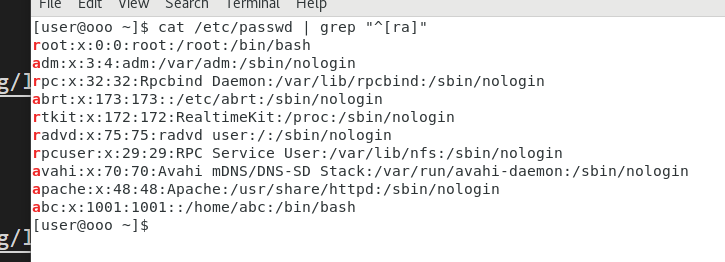 File Edit View Search Terminal Help
[user@ooo ~]$ cat /etc/passwd | grep "^[ra]"
root:x:0:0:root:/root:/bin/bash
adm:x:3:4:adm:/var/adm:/sbin/nologin
rpc:x:32:32:Rpcbind Daemon:/var/lib/rpcbind:/sbin/nologin
g/l
abrt:x:173:173::/etc/abrt:/sbin/nologin
rtkit:x:172:172:RealtimeKit:/proc:/sbin/nologin
radvd:x:75:75:radvd user:/:/sbin/nologin
rpcuser:x:29:29:RPC Service User:/var/lib/nfs:/sbin/nologin
avahi:x:70:70:Avahi mDNS/DNS-SD Stack:/var/run/avahi-daemon:/sbin/nologin
apache:x:48:48:Apache:/usr/share/httpd:/sbin/nologin
abc:x:1001:1001::/home/abc:/bin/bash
[user@ooo ~]$
g/l